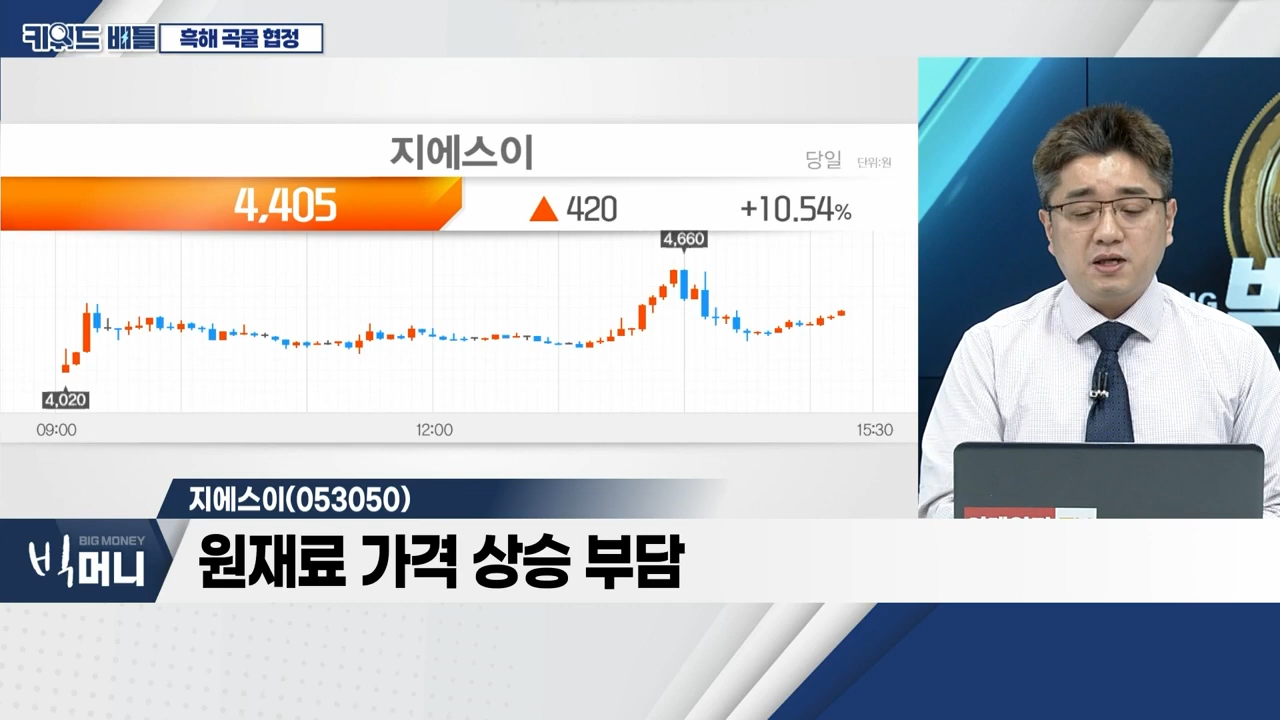 키워드 배틀
흑해 곡물 협정
지에스이
당일 단위:원
4,405 ▲ 420 +10.54%
4,660
4,020
09:00 12:00 15:30
지에스이(053050)
BIG MONEY
빅머니
원재료 가격 상승 부담